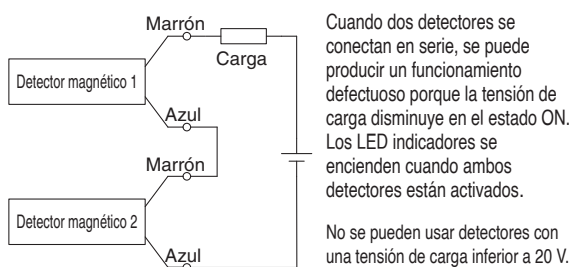 Marrón
Carga
Detector magnético 1
Azul
Marrón
Detector magnético 2
Azul
Cuando dos detectores se
conectan en serie, se puede
producir un funcionamiento
defectuoso porque la tensión de
carga disminuye en el estado ON.
Los LED indicadores se
encienden cuando ambos
detectores están activados.
No se pueden usar detectores con
una tensión de carga inferior a 20 V.